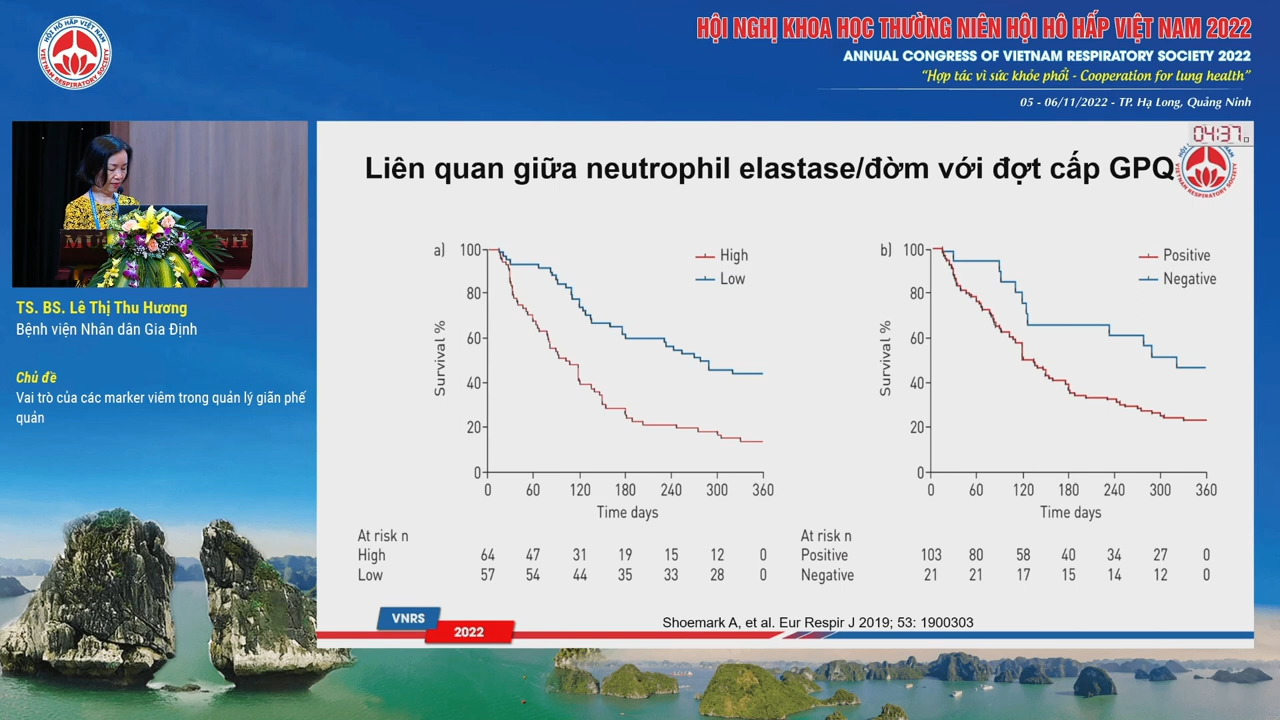 HỘI HÔ HẤP VIỆT NAM
VIETNAM RESPIRATORY SOCIETY
HỘI NGHỊ KHOA HỌC THƯỜNG NIÊN HỘI HÔ HẤP VIỆT NAM 2022
ANNUAL CONGRESS OF VIETNAM RESPIRATORY SOCIETY 2022
“Hợp tác vì sức khỏe phổi - Cooperation for lung health”
05 - 06/11/2022 - TP. Hạ Long, Quảng Ninh
TS. BS. Lê Thị Thu Hương
Bệnh viện Nhân dân Gia Định
Chủ đề
Vai trò của các marker viêm trong quản lý giãn phế
quản
04:37
Liên quan giữa neutrophil elastase/đờm với đợt cấp GPQ
a)
High
Low
Survival %
100
80
60
40
20
0
0 60 120 180 240 300 360
Time days
At risk n
High 64 47 31 19 15 12 0
Low 57 54 44 35 33 28 0
b)
Positive
Negative
Survival %
100
80
60
40
20
0
0 60 120 180 240 300 360
Time days
At risk n
Positive 103 80 58 40 34 27 0
Negative 21 21 17 15 14 12 0
Shoemark A, et al. Eur Respir J 2019; 53: 1900303
VNRS
2022